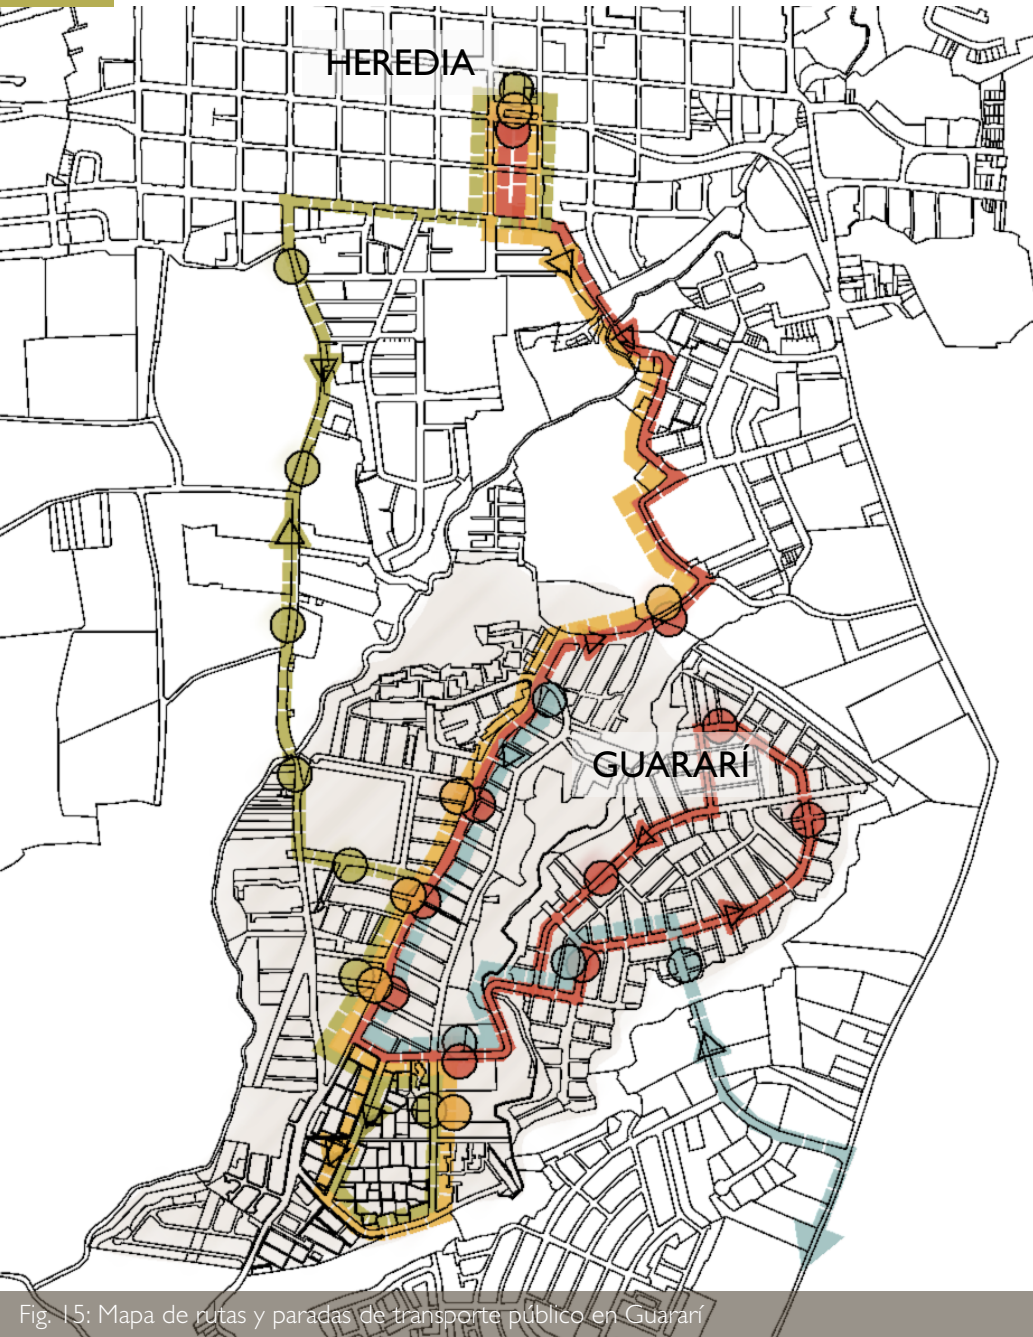 HEREDIA
GUARARÍ
Fig. 15: Mapa de rutas y paradas de transporte público en Guararí